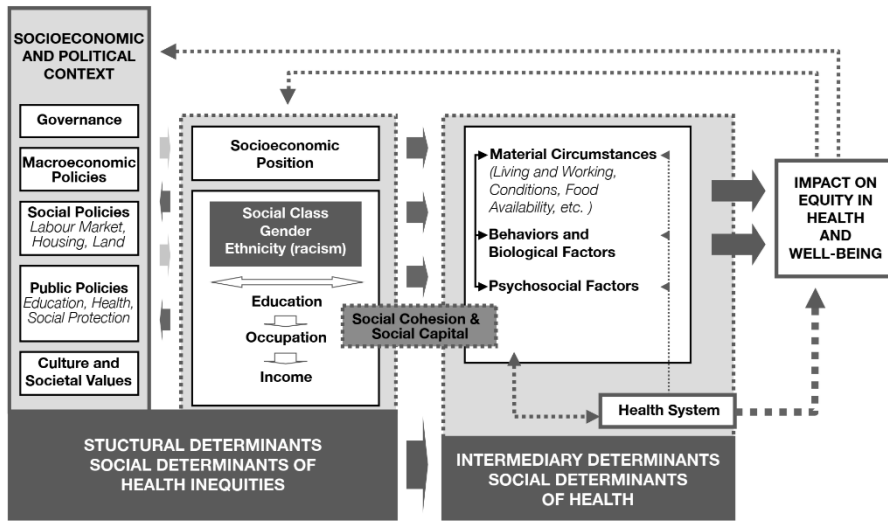 SOCIOECONOMIC
AND POLITICAL
CONTEXT
Governance
Macroeconomic
Policies
Social Policies
Labour Market,
Housing, Land
Public Policies
Education, Health,
Social Protection
Culture and
Societal Values
Socioeconomic
Position
Social Class
Gender
Ethnicity (racism)
Education
Occupation
Income
Social Cohesion &
Social Capital
Material Circumstances
(Living and Working,
Conditions, Food
Availability, etc. )
Behaviors and
Biological Factors
Psychosocial Factors
Health System
IMPACT ON
EQUITY IN
HEALTH
AND
WELL-BEING
STUCTURAL DETERMINANTS
SOCIAL DETERMINANTS OF
HEALTH INEQUITIES
INTERMEDIARY DETERMINANTS
SOCIAL DETERMINANTS
OF HEALTH